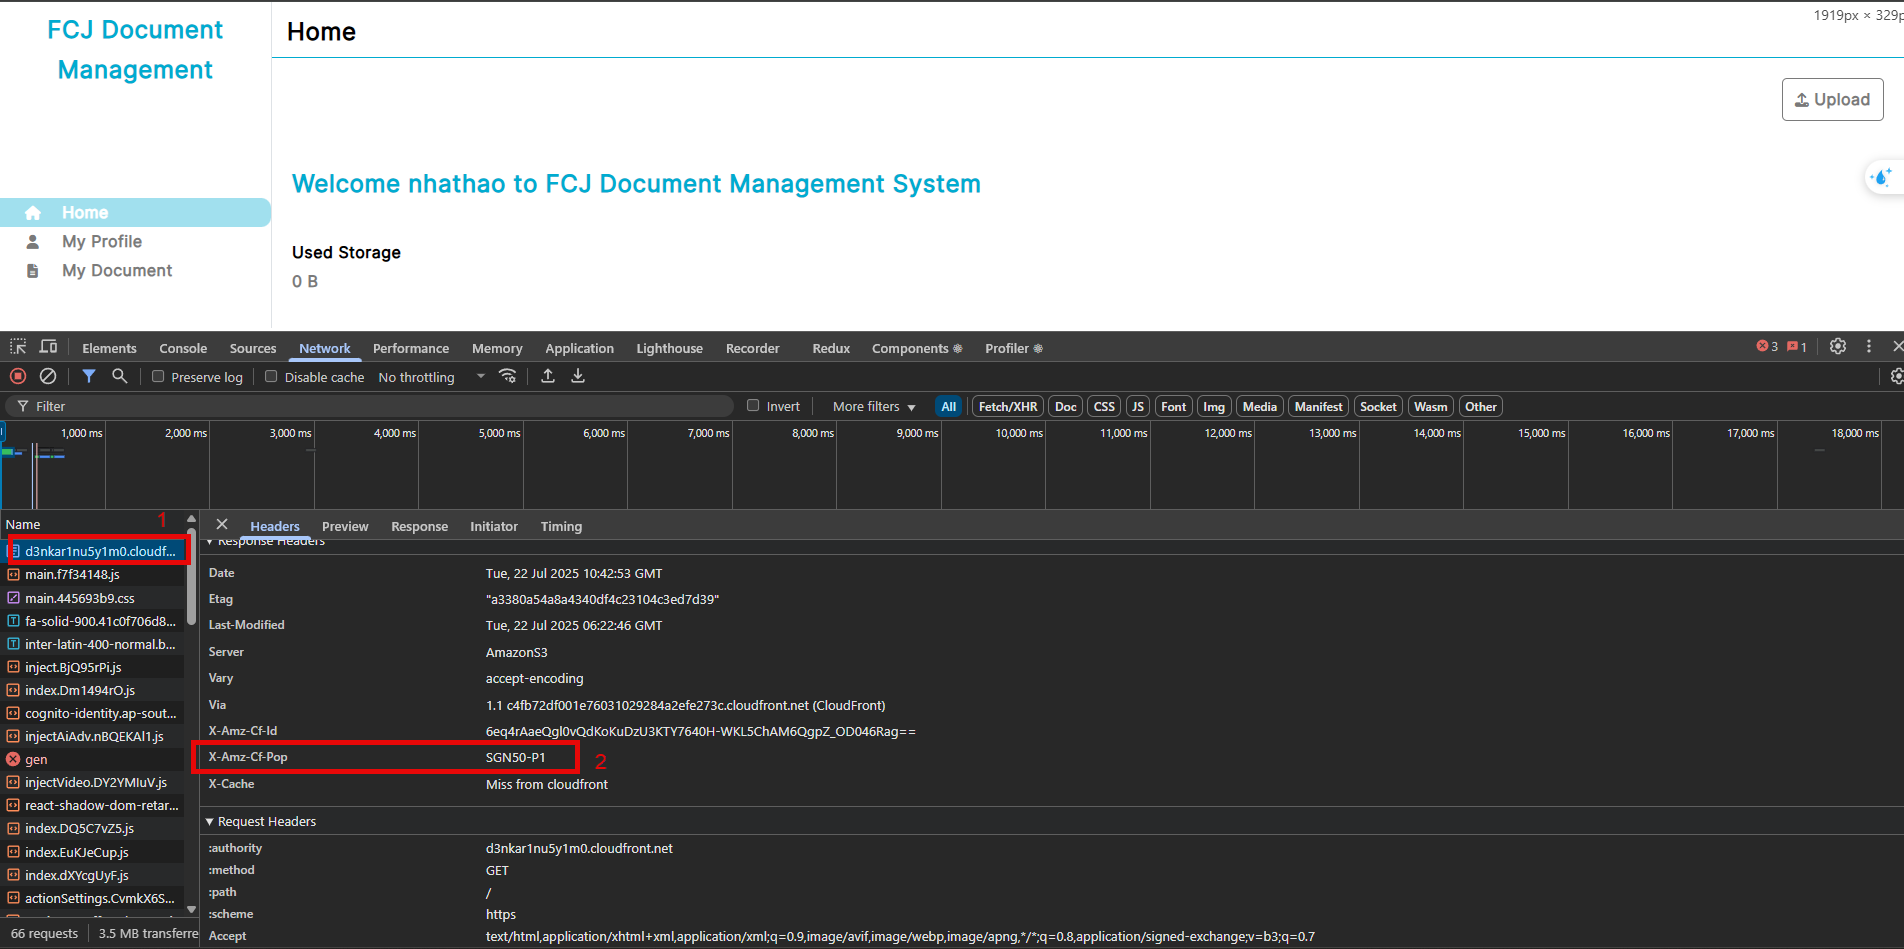 FCJ Document
Management
Home
1919px × 329p
Upload
Welcome nhathao to FCJ Document Management System
Home
My Profile
My Document
Used Storage
0 B
Elements Console Sources Network Performance Memory Application Lighthouse Recorder Redux Components Profiler 3 1
Preserve log Disable cache No throttling
Filter Invert More filters All Fetch/XHR Doc CSS JS Font Img Media Manifest Socket Wasm Other
1,000 ms 2,000 ms 3,000 ms 4,000 ms 5,000 ms 6,000 ms 7,000 ms 8,000 ms 9,000 ms 10,000 ms 11,000 ms 12,000 ms 13,000 ms 14,000 ms 15,000 ms 16,000 ms 17,000 ms 18,000 ms
Name 1
d3nkar1nu5y1m0.cloudf...
main.f7f34148.js
main.445693b9.css
fa-solid-900.41c0f706d8...
inter-latin-400-normal.b...
inject.BjQ95rPi.js
index.Dm1494rO.js
cognito-identity.ap-sout...
injectAiAdv.nBQEKAl1.js
gen
injectVideo.DY2YMIuV.js
react-shadow-dom-retar...
index.DQ5C7vZ5.js
index.EuKJeCup.js
index.dXYcgUyF.js
actionSettings.CvmkX6S...
66 requests 3.5 MB transferre
Headers Preview Response Initiator Timing
Response Headers
Date Tue, 22 Jul 2025 10:42:53 GMT
Etag "a3380a54a8a4340df4c23104c3ed7d39"
Last-Modified Tue, 22 Jul 2025 06:22:46 GMT
Server AmazonS3
Vary accept-encoding
Via 1.1 c4fb72df001e76031029284a2efe273c.cloudfront.net (CloudFront)
X-Amz-Cf-Id 6eq4rAaeQgl0vQdKoKuDzU3KTY7640H-WKL5ChAM6QgpZ_OD046Rag==
X-Amz-Cf-Pop SGN50-P1 2
X-Cache Miss from cloudfront
Request Headers
:authority d3nkar1nu5y1m0.cloudfront.net
:method GET
:path /
:scheme https
Accept text/html,application/xhtml+xml,application/xml;q=0.9,image/avif,image/webp,image/apng,*/*;q=0.8,application/signed-exchange;v=b3;q=0.7